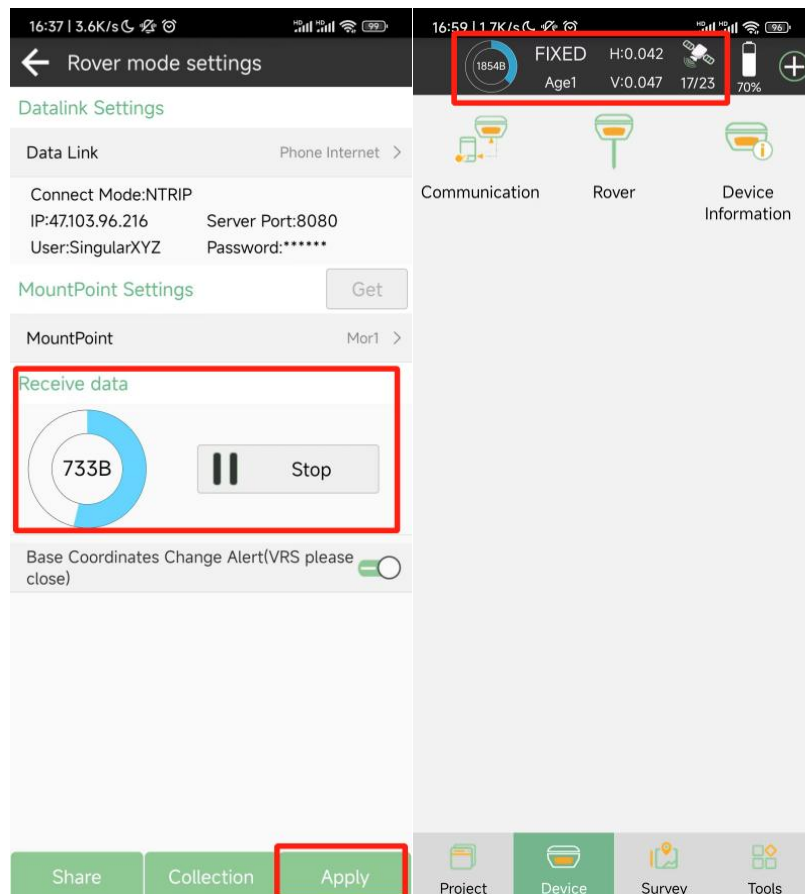 16:37 | 3.6K/s
99
Rover mode settings
Datalink Settings
Data Link Phone Internet >
Connect Mode:NTRIP
IP:47.103.96.216 Server Port:8080
User:SingularXYZ Password:******
MountPoint Settings Get
MountPoint Mor1 >
Receive data
733B Stop
Base Coordinates Change Alert(VRS please
close)
Share Collection Apply
16:59 | 1.7K/s
96
1854B FIXED H:0.042
Age1 V:0.047 17/23 70%
Communication Rover Device
Information
Project Device Survey Tools